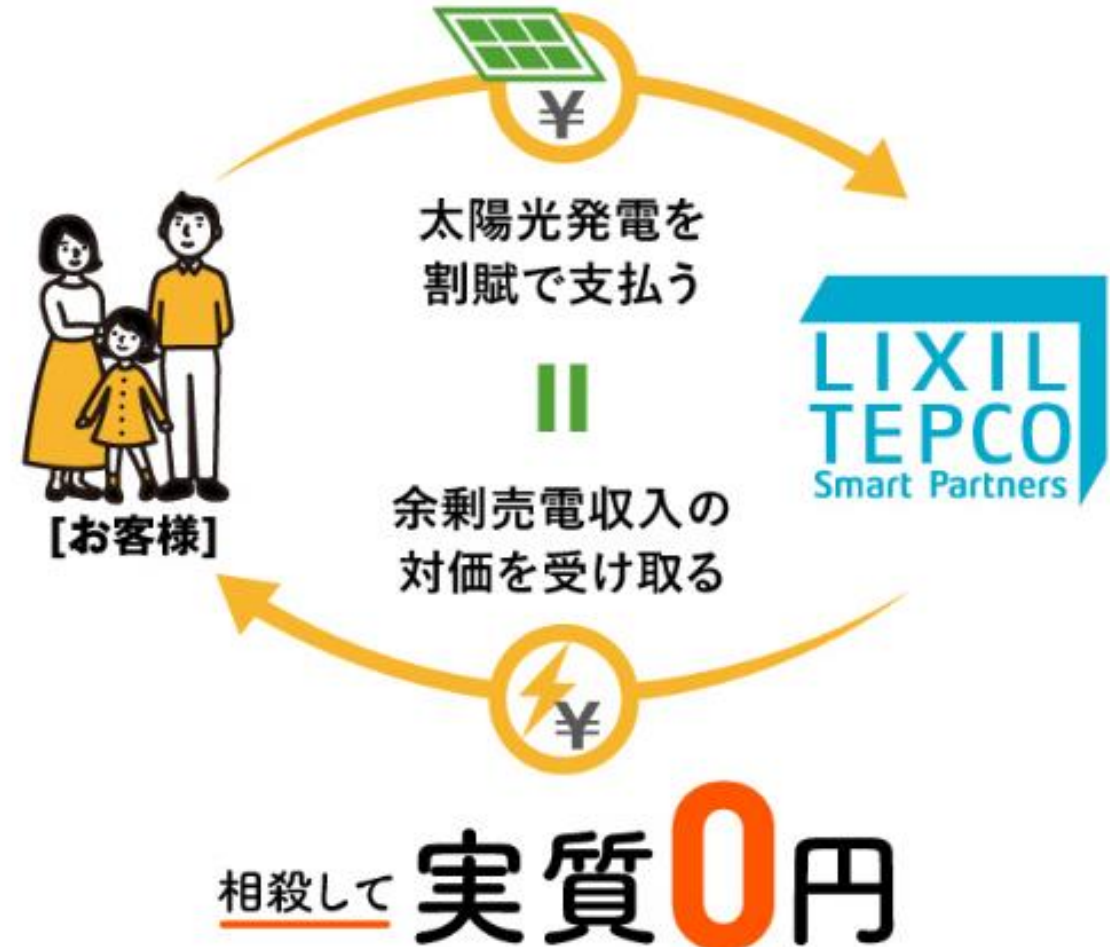 ¥
太陽光発電を
割賦で支払う
LIXIL
TEPCO
Smart Partners
[お客様]
余剰売電収入の
対価を受け取る
¥
相殺して 実質0円